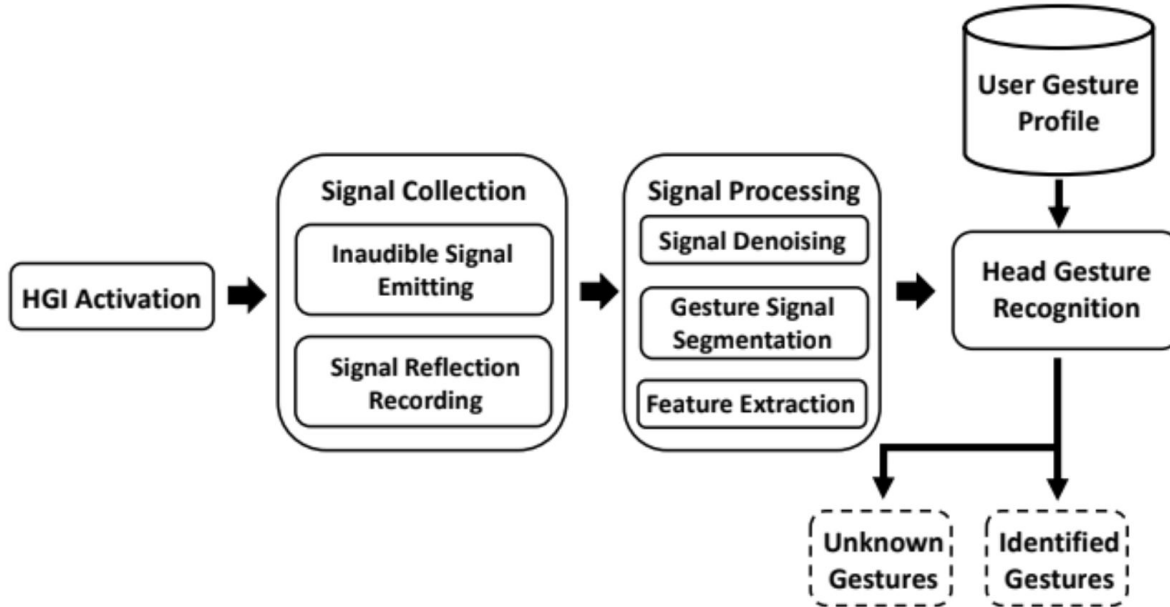 HGI Activation
Signal Collection
Inaudible Signal
Emitting
Signal Reflection
Recording
Signal Processing
Signal Denoising
Gesture Signal
Segmentation
Feature Extraction
User Gesture
Profile
Head Gesture
Recognition
Unknown
Gestures
Identified
Gestures